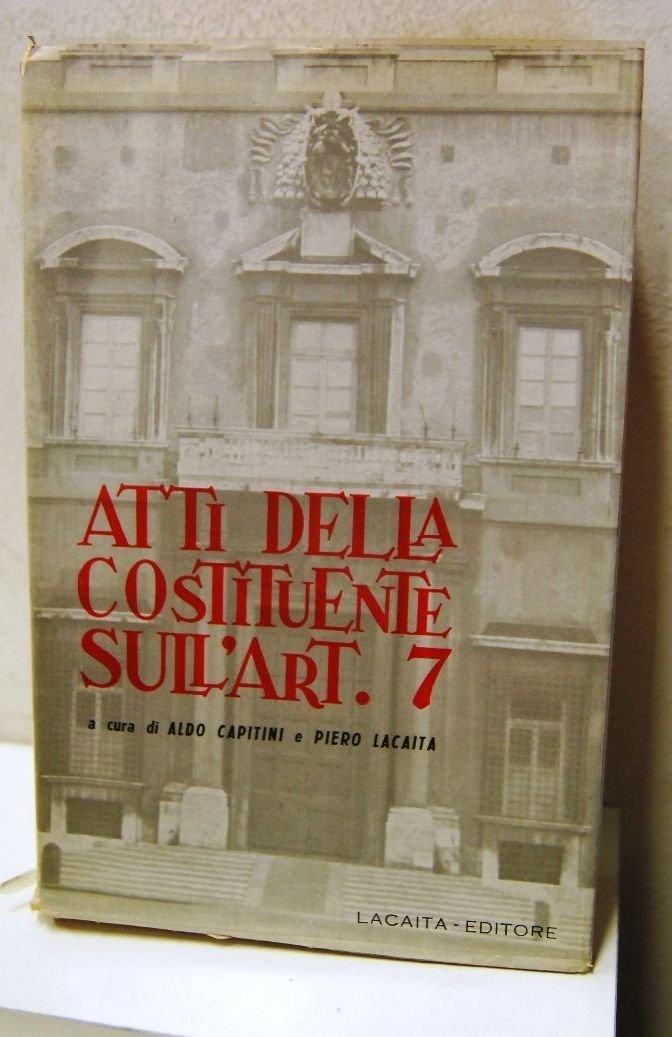 ATTI DELLA
COSTITUENTE
SULL'ART. 7
a cura di ALDO CAPITINI e PIERO LACAITA
LACAITA - EDITORE